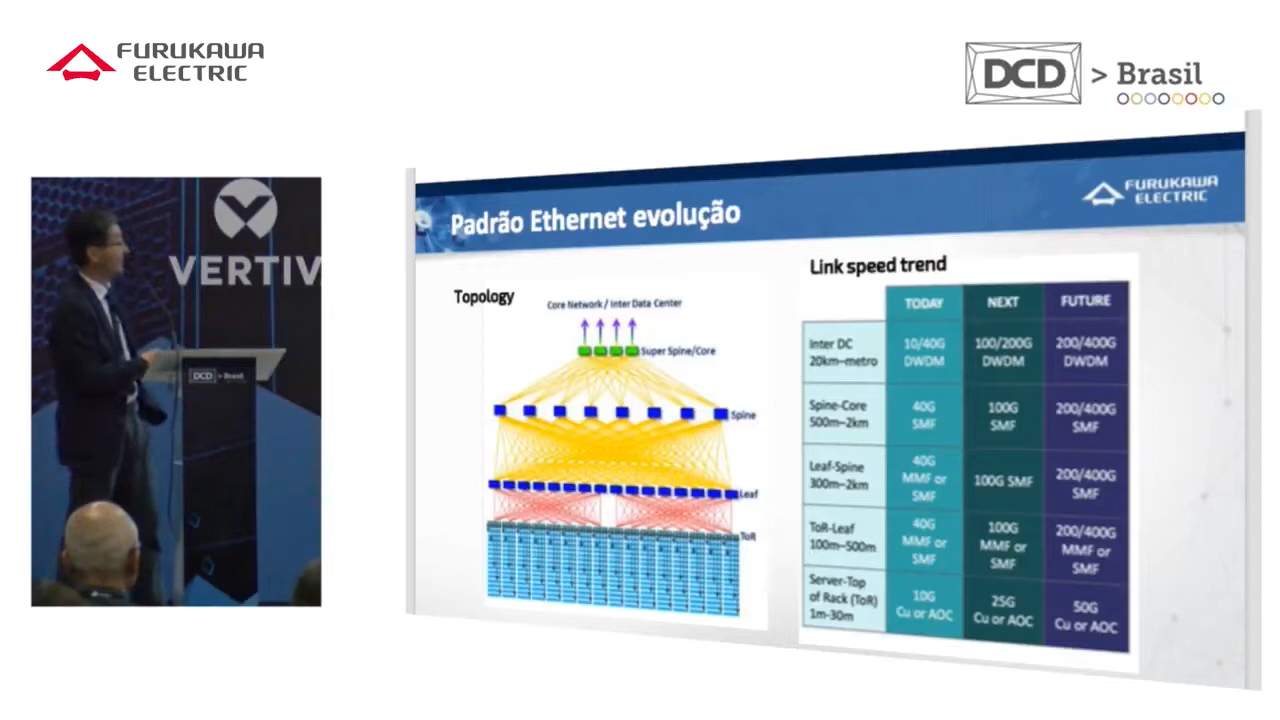 FURUKAWA
ELECTRIC
DCD > Brasil
VERTIV
DCD > Brasil
Padrão Ethernet evolução
FURUKAWA
ELECTRIC
Topology
Core Network / Inter Data Center
Super Spine/Core
Spine
Leaf
ToR
Link speed trend
TODAY NEXT FUTURE
Inter DC
20km–metro
10/40G
DWDM
100/200G
DWDM
200/400G
DWDM
Spine-Core
500m–2km
40G
SMF
100G
SMF
200/400G
SMF
Leaf-Spine
300m–2km
40G
MMF or
SMF
100G SMF
200/400G
SMF
ToR-Leaf
100m–500m
40G
MMF or
SMF
100G
MMF or
SMF
200/400G
MMF or
SMF
Server-Top
of Rack (ToR)
1m-30m
10G
Cu or AOC
25G
Cu or AOC
50G
Cu or AOC